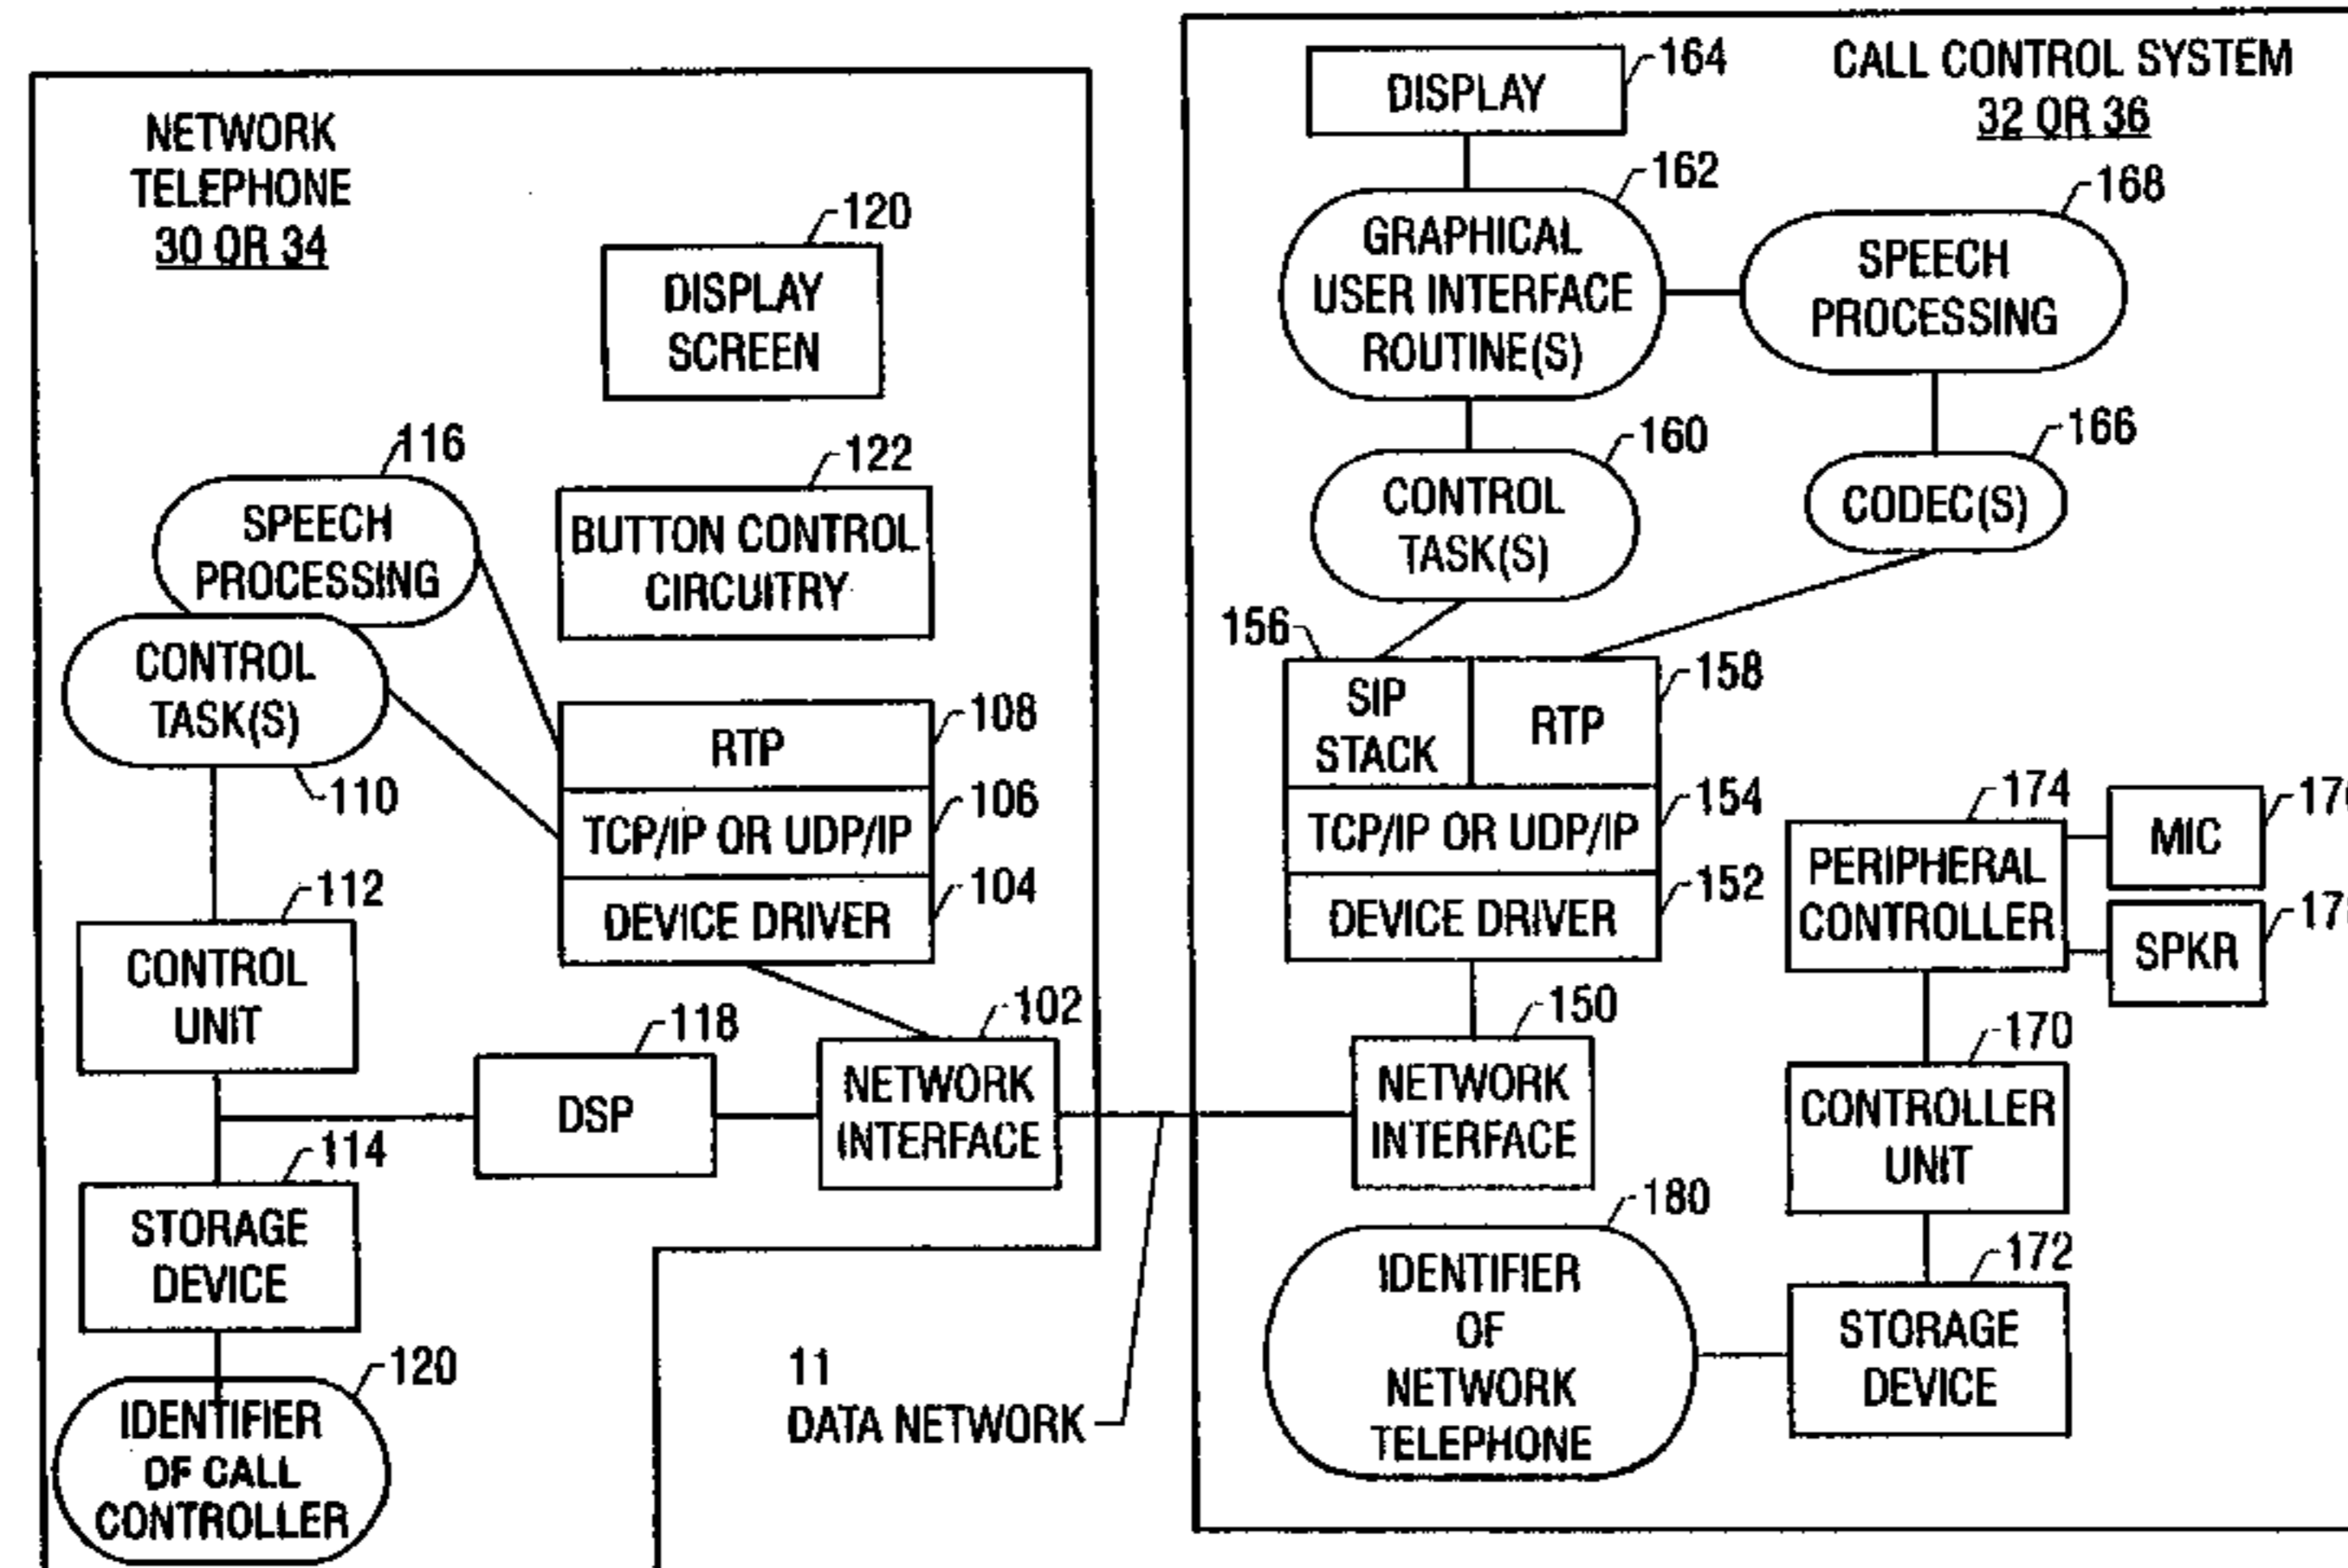 NETWORK
TELEPHONE
30 OR 34
120
DISPLAY
SCREEN
116
SPEECH
PROCESSING
122
BUTTON CONTROL
CIRCUITRY
CONTROL
TASK(S)
110
RTP
108
TCP/IP OR UDP/IP
106
DEVICE DRIVER
104
112
CONTROL
UNIT
118
DSP
102
NETWORK
INTERFACE
114
STORAGE
DEVICE
120
IDENTIFIER
OF CALL
CONTROLLER
11
DATA NETWORK
CALL CONTROL SYSTEM
32 OR 36
DISPLAY
164
162
GRAPHICAL
USER INTERFACE
ROUTINE(S)
168
SPEECH
PROCESSING
160
CONTROL
TASK(S)
166
CODEC(S)
156
SIP
STACK
RTP
158
TCP/IP OR UDP/IP
154
DEVICE DRIVER
152
174
PERIPHERAL
CONTROLLER
MIC
SPKR
150
NETWORK
INTERFACE
170
CONTROLLER
UNIT
180
IDENTIFIER
OF
NETWORK
TELEPHONE
172
STORAGE
DEVICE